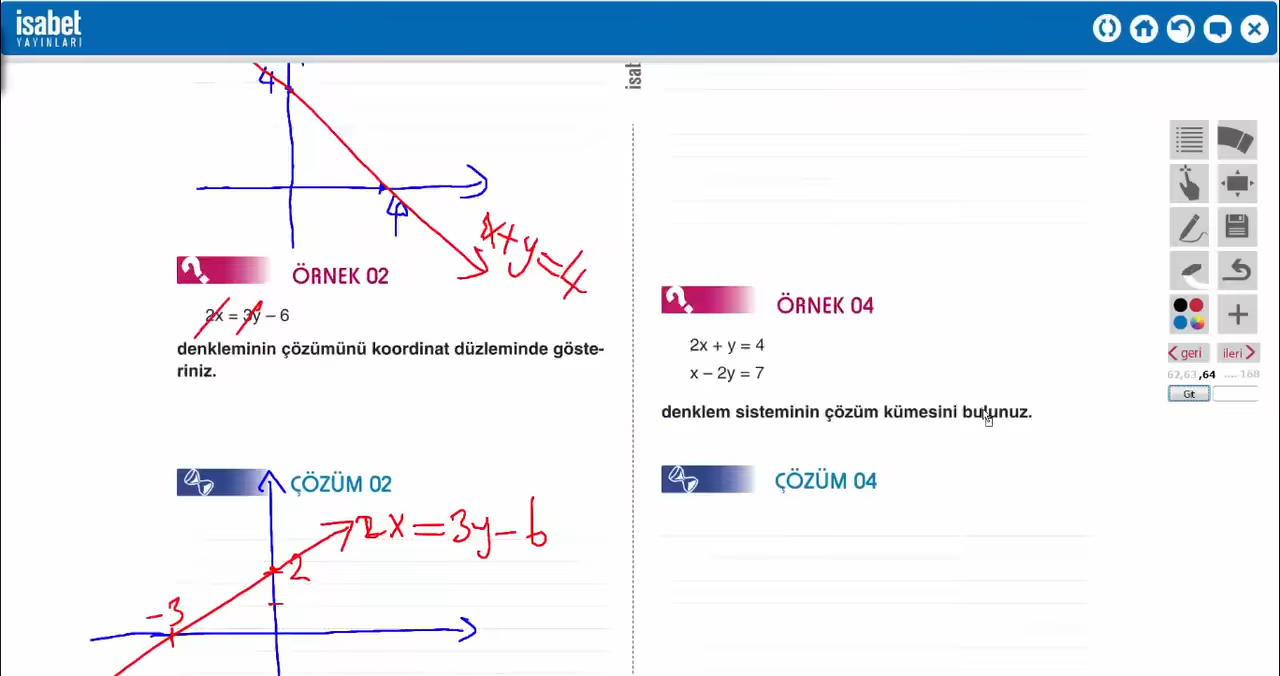 isabet
YAYINLARI
4
4
x+y=4
ÖRNEK 02
2x = 3y – 6
denkleminin çözümünü koordinat düzleminde göste-
riniz.
ÇÖZÜM 02
2x=3y-6
2
-3
isab
ÖRNEK 04
2x + y = 4
x – 2y = 7
denklem sisteminin çözüm kümesini bulunuz.
ÇÖZÜM 04
geri
ileri
62,63,64 .... 168
Git